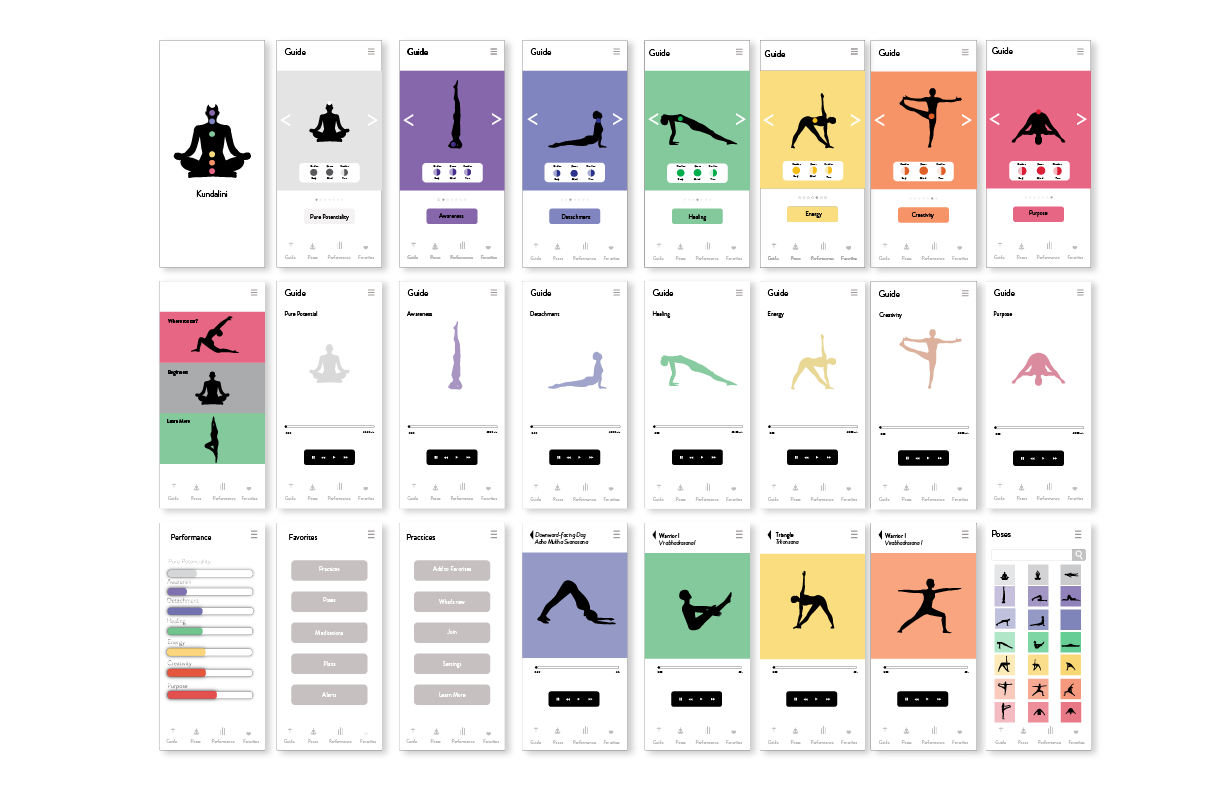 Kundalini
Guide
Pure Potenciality
Guide Poses Performance Favorites
Guide
Awareness
Guide Poses Performance Favorites
Guide
Detachment
Guide Poses Performance Favorites
Guide
Healing
Guide Poses Performance Favorites
Guide
Energy
Guide Poses Performance Favorites
Guide
Creativity
Guide Poses Performance Favorites
Guide
Purpose
Guide Poses Performance Favorites
Beginners
Learn More
Guide Poses Performance Favorites
Guide
Pure Potential
Guide Poses Performance Favorites
Guide
Awareness
Guide Poses Performance Favorites
Guide
Detachment
Guide Poses Performance Favorites
Guide
Healing
Guide Poses Performance Favorites
Guide
Energy
Guide Poses Performance Favorites
Guide
Creativity
Guide Poses Performance Favorites
Guide
Purpose
Guide Poses Performance Favorites
Performance
Pure Potenciality
Awarenes
Detachment
Healing
Energy
Creativity
Purpose
Guide Poses Performance Favorites
Favorites
Practices
Poses
Meditations
Plans
Alerts
Guide Poses Performance Favorites
Practices
Add to Favorites
Who's new
Join
Settings
Learn More
Guide Poses Performance Favorites
Downward-facing Dog
Adho Mukha Svanasana
Guide Poses Performance Favorites
Warrior I
Virabhadrasana I
Guide Poses Performance Favorites
Triangle
Trikonsana
Guide Poses Performance Favorites
Warrior I
Virabhadrasana I
Guide Poses Performance Favorites
Poses
Guide Poses Performance Favorites